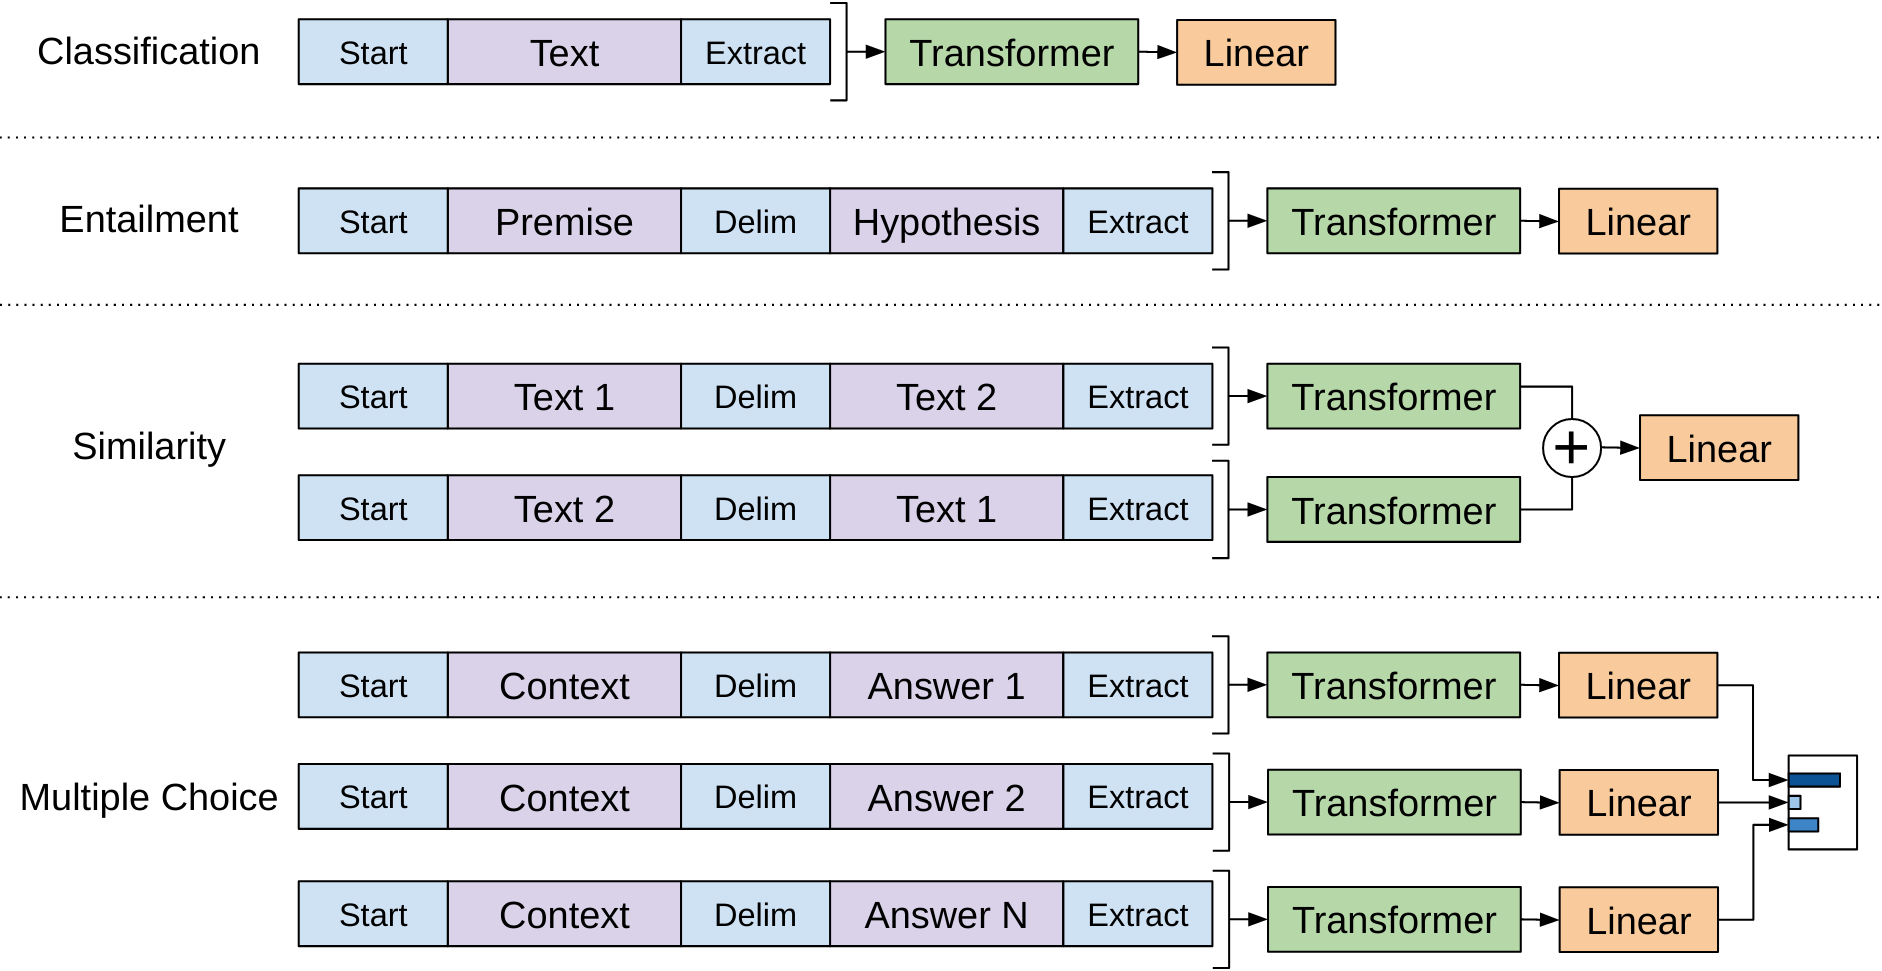 Classification Start Text Extract Transformer Linear
Entailment Start Premise Delim Hypothesis Extract Transformer Linear
Similarity
Start Text 1 Delim Text 2 Extract Transformer
+ Linear
Start Text 2 Delim Text 1 Extract Transformer
Multiple Choice
Start Context Delim Answer 1 Extract Transformer Linear
Start Context Delim Answer 2 Extract Transformer Linear
Start Context Delim Answer N Extract Transformer Linear